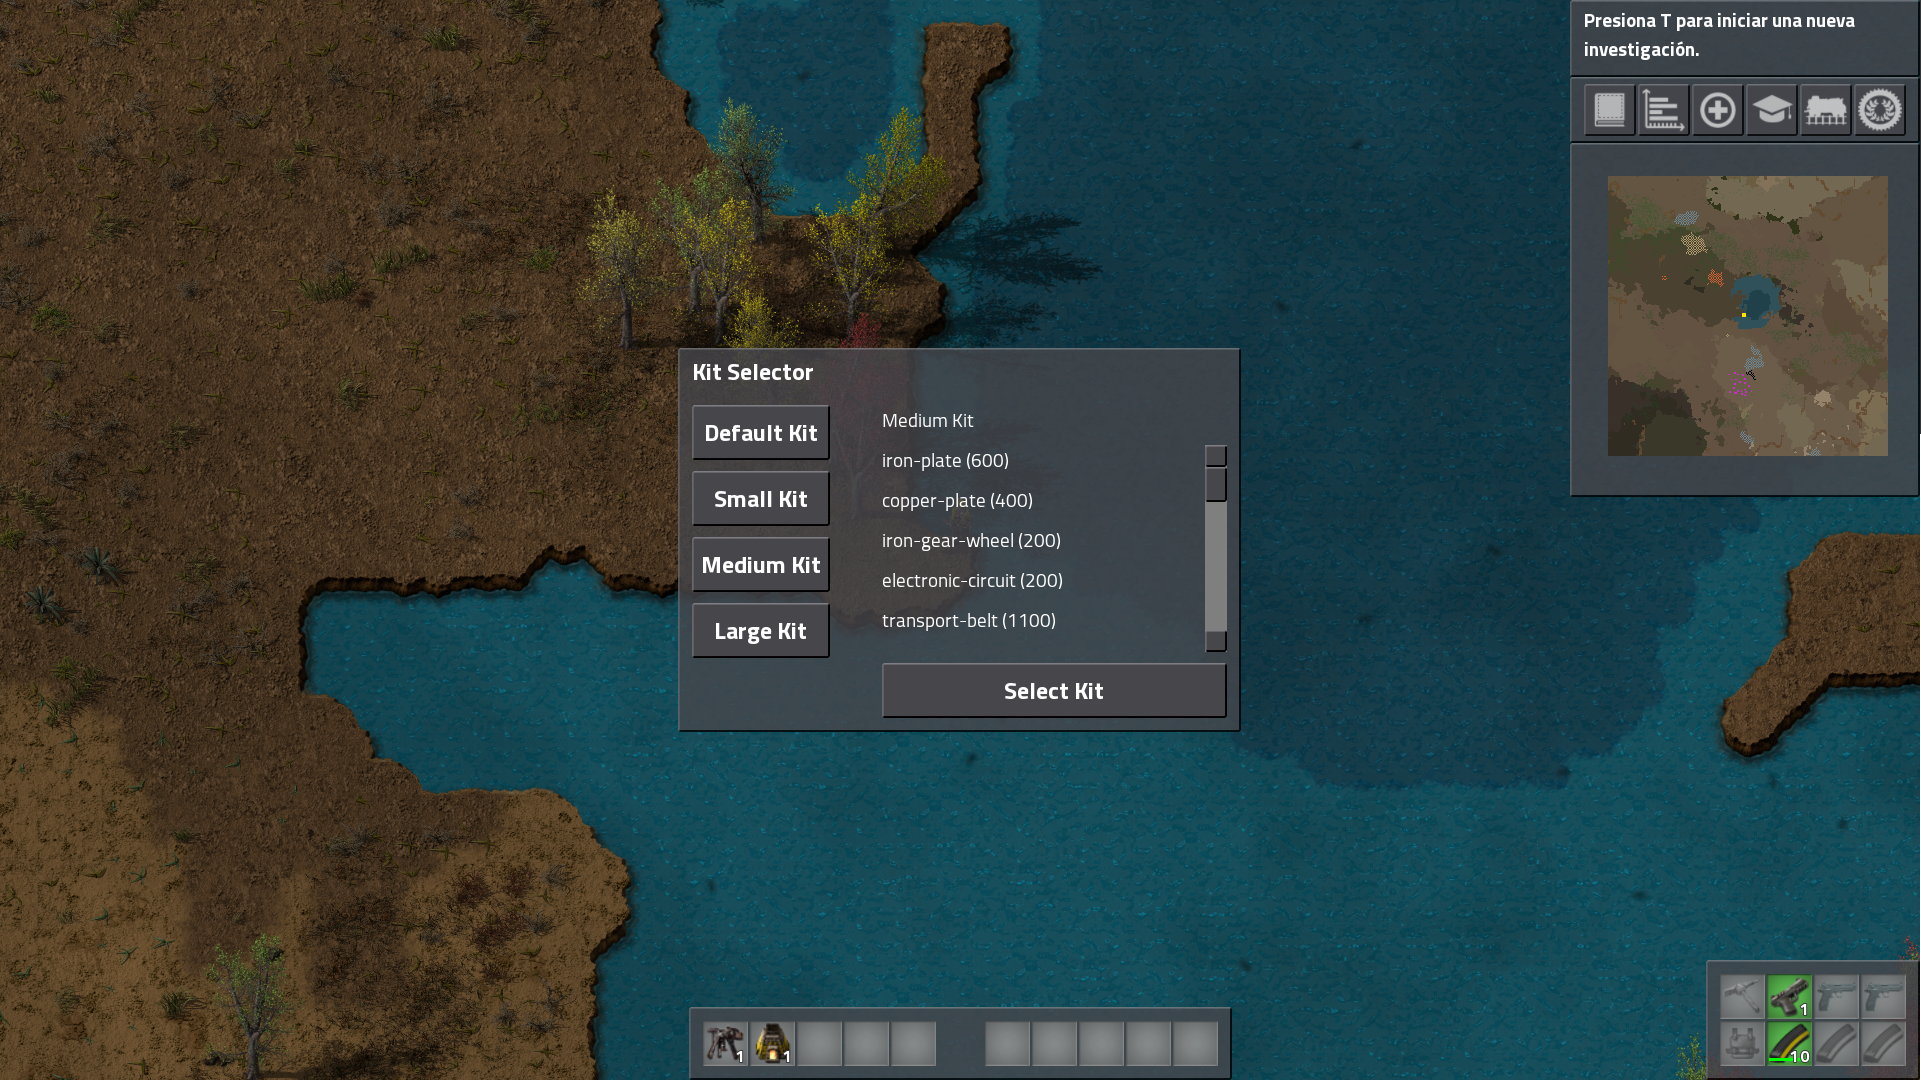 Presiona T para iniciar una nueva
investigación.
Kit Selector
Default Kit
Small Kit
Medium Kit
Large Kit
Medium Kit
iron-plate (600)
copper-plate (400)
iron-gear-wheel (200)
electronic-circuit (200)
transport-belt (1100)
Select Kit
1
1
1
10